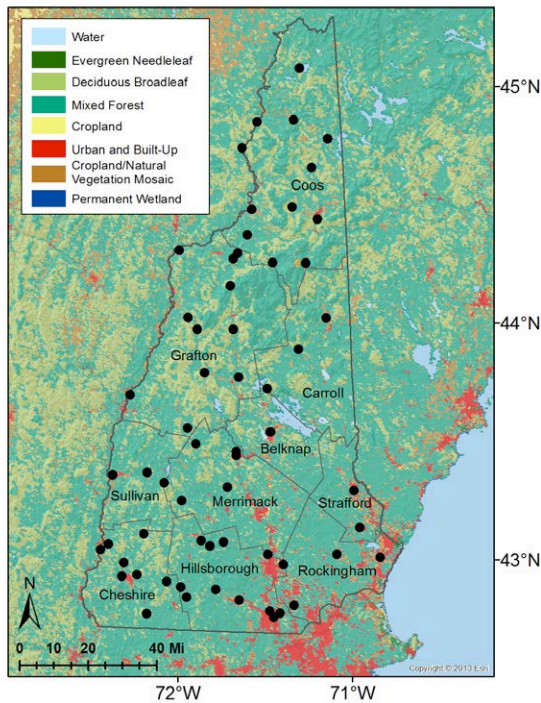 Water
Evergreen Needleleaf
Deciduous Broadleaf
Mixed Forest
Cropland
Urban and Built-Up
Cropland/Natural
Vegetation Mosaic
Permanent Wetland
45°N
Coos
44°N
Grafton
Carroll
Belknap
Sullivan
Merrimack
Strafford
43°N
Hillsborough
Rockingham
Cheshire
N
0 10 20 40 Mi
Copyright © 2013 Esri
72°W 71°W